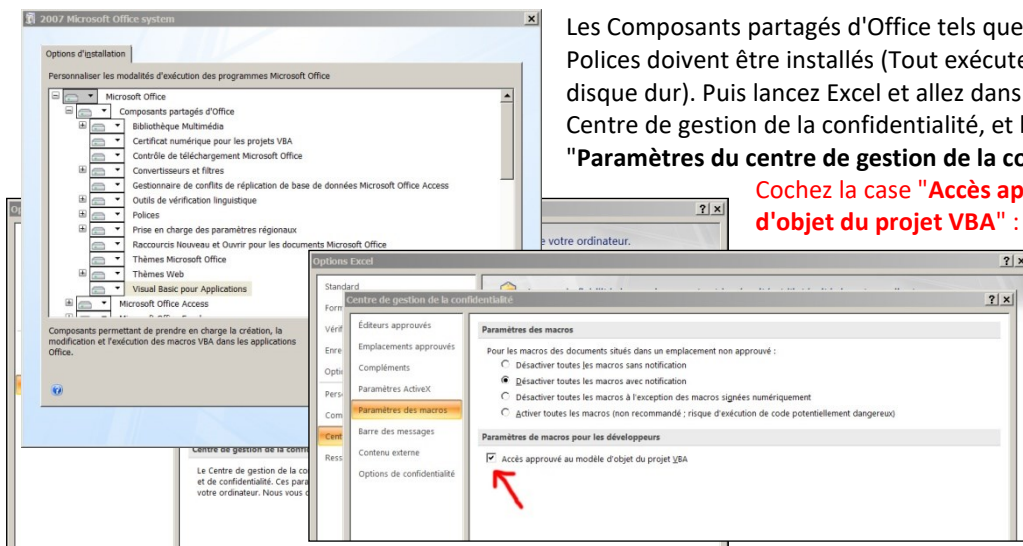 2007 Microsoft Office system
Options d'installation
Personnaliser les modalités d'exécution des programmes Microsoft Office
Microsoft Office
Composants partagés d'Office
Bibliothèque Multimédia
Certificat numérique pour les projets VBA
Contrôle de téléchargement Microsoft Office
Convertisseurs et filtres
Gestionnaire de conflits de réplication de base de données Microsoft Office Access
Outils de vérification linguistique
Polices
Prise en charge des paramètres régionaux
Raccourcis Nouveau et Ouvrir pour les documents Microsoft Office
Thèmes Microsoft Office
Thèmes Web
Visual Basic pour Applications
Microsoft Office Access
Composants permettant de prendre en charge la création, la
modification et l'exécution des macros VBA dans les applications
Office.
Les Composants partagés d'Office tels que
Polices doivent être installés (Tout exécute
disque dur). Puis lancez Excel et allez dans
Centre de gestion de la confidentialité, et
"Paramètres du centre de gestion de la co
Cochez la case "Accès ap
d'objet du projet VBA" :
votre ordinateur.
Options Excel
Standard
Form
Vérif
Enre
Optic
Pers
Com
Cent
Ress
Centre de gestion de la confidentialité
Éditeurs approuvés
Emplacements approuvés
Compléments
Paramètres ActiveX
Paramètres des macros
Barre des messages
Contenu externe
Options de confidentialité
Paramètres des macros
Pour les macros des documents situés dans un emplacement non approuvé :
Désactiver toutes les macros sans notification
Désactiver toutes les macros avec notification
Désactiver toutes les macros à l'exception des macros signées numériquement
Activer toutes les macros (non recommandé ; risque d'exécution de code potentiellement dangereux)
Paramètres de macros pour les développeurs
Accès approuvé au modèle d'objet du projet VBA
Centre de gestion de la confi
Le Centre de gestion de la co
et de confidentialité. Ces para
votre ordinateur. Nous vous